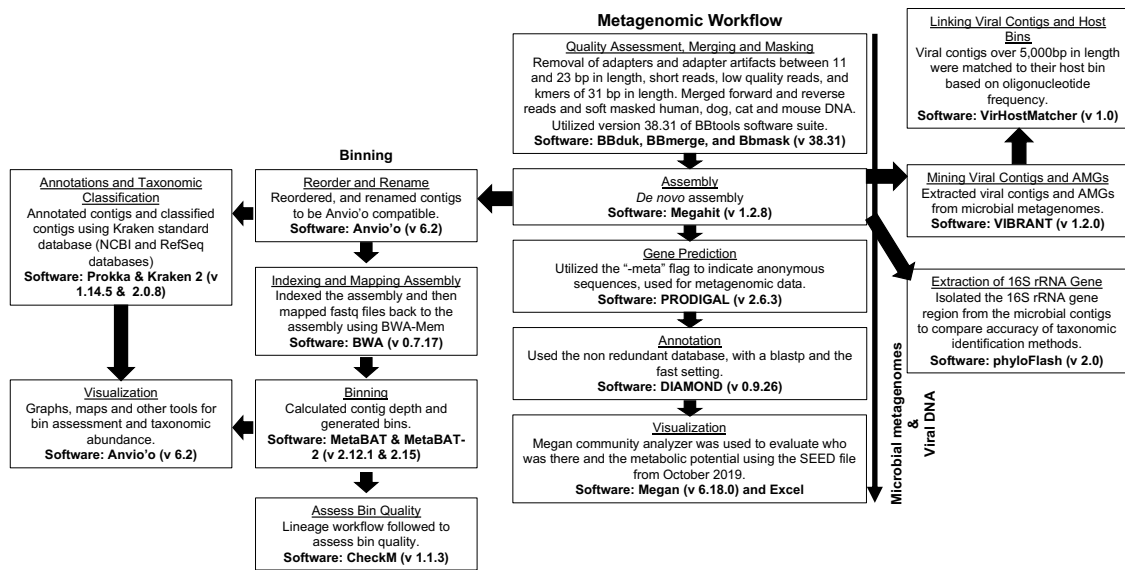 Metagenomic Workflow
Quality Assessment, Merging and Masking
Removal of adapters and adapter artifacts between 11
and 23 bp in length, short reads, low quality reads, and
kmers of 31 bp in length. Merged forward and reverse
reads and soft masked human, dog, cat and mouse DNA.
Utilized version 38.31 of BBtools software suite.
Software: BBduk, BBmerge, and Bbmask (v 38.31)
Assembly
De novo assembly
Software: Megahit (v 1.2.8)
Gene Prediction
Utilized the “-meta” flag to indicate anonymous
sequences, used for metagenomic data.
Software: PRODIGAL (v 2.6.3)
Annotation
Used the non redundant database, with a blastp and the
fast setting.
Software: DIAMOND (v 0.9.26)
Visualization
Megan community analyzer was used to evaluate who
was there and the metabolic potential using the SEED file
from October 2019.
Software: Megan (v 6.18.0) and Excel
Microbial metagenomes
&
Viral DNA
Linking Viral Contigs and Host
Bins
Viral contigs over 5,000bp in length
were matched to their host bin
based on oligonucleotide
frequency.
Software: VirHostMatcher (v 1.0)
Mining Viral Contigs and AMGs
Extracted viral contigs and AMGs
from microbial metagenomes.
Software: VIBRANT (v 1.2.0)
Extraction of 16S rRNA Gene
Isolated the 16S rRNA gene
region from the microbial contigs
to compare accuracy of taxonomic
identification methods.
Software: phyloFlash (v 2.0)
Binning
Reorder and Rename
Reordered, and renamed contigs
to be Anvio’o compatible.
Software: Anvio’o (v 6.2)
Indexing and Mapping Assembly
Indexed the assembly and then
mapped fastq files back to the
assembly using BWA-Mem
Software: BWA (v 0.7.17)
Binning
Calculated contig depth and
generated bins.
Software: MetaBAT & MetaBAT-
2 (v 2.12.1 & 2.15)
Assess Bin Quality
Lineage workflow followed to
assess bin quality.
Software: CheckM (v 1.1.3)
Annotations and Taxonomic
Classification
Annotated contigs and classified
contigs using Kraken standard
database (NCBI and RefSeq
databases)
Software: Prokka & Kraken 2 (v
1.14.5 & 2.0.8)
Visualization
Graphs, maps and other tools for
bin assessment and taxonomic
abundance.
Software: Anvio’o (v 6.2)